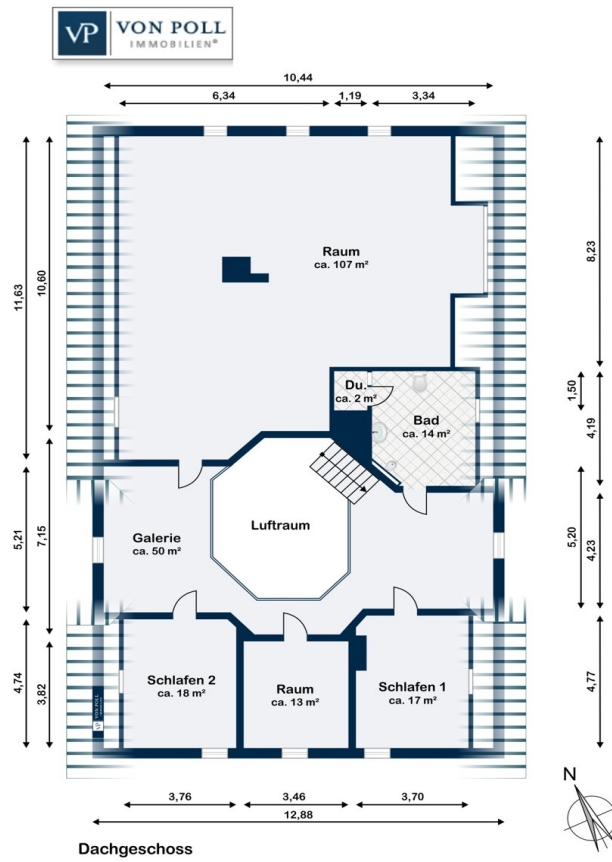 VP VON POLL
IMMOBILIEN®
10,44
6,34
1,19
3,34
11,63
10,60
8,23
Raum
ca. 107 m²
Du.
ca. 2 m²
1,50
Bad
ca. 14 m²
4,19
5,21
7,15
Galerie
ca. 50 m²
Luftraum
5,20
4,23
4,74
3,82
VP VON POLL
Schlafen 2
ca. 18 m²
Raum
ca. 13 m²
Schlafen 1
ca. 17 m²
4,77
3,76
3,46
3,70
12,88
N
Dachgeschoss